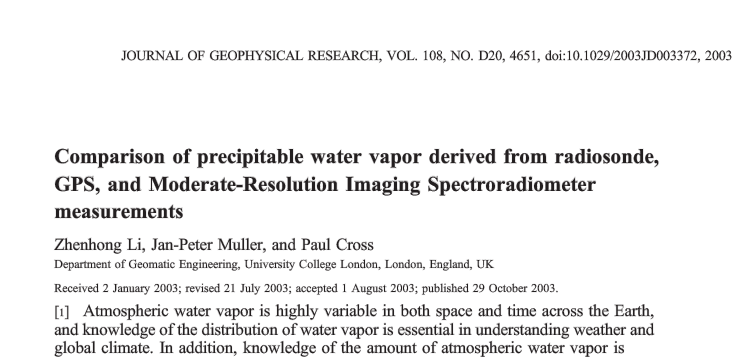 JOURNAL OF GEOPHYSICAL RESEARCH, VOL. 108, NO. D20, 4651, doi:10.1029/2003JD003372, 2003
Comparison of precipitable water vapor derived from radiosonde,
GPS, and Moderate-Resolution Imaging Spectroradiometer
measurements
Zhenhong Li, Jan-Peter Muller, and Paul Cross
Department of Geomatic Engineering, University College London, London, England, UK
Received 2 January 2003; revised 21 July 2003; accepted 1 August 2003; published 29 October 2003.
[1] Atmospheric water vapor is highly variable in both space and time across the Earth,
and knowledge of the distribution of water vapor is essential in understanding weather and
global climate. In addition, knowledge of the amount of atmospheric water vapor is